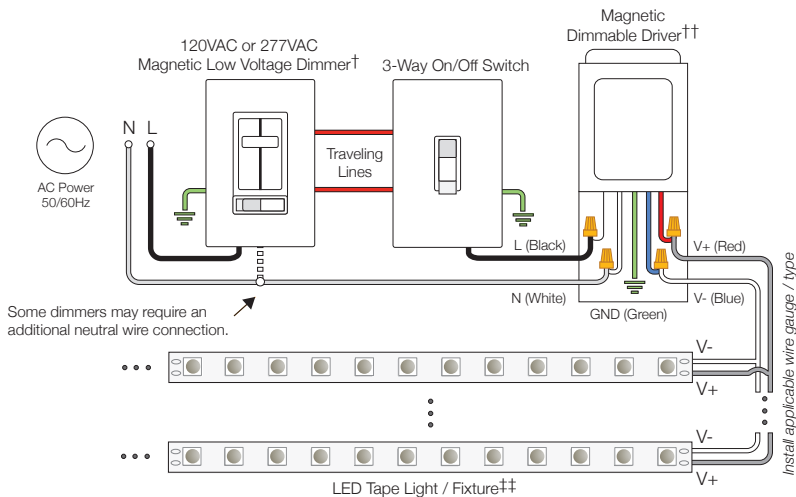 Magnetic
Dimmable Driver††
120VAC or 277VAC
Magnetic Low Voltage Dimmer†
3-Way On/Off Switch
N L
Traveling
Lines
AC Power
50/60Hz
L (Black)
V+ (Red)
N (White)
V- (Blue)
GND (Green)
Some dimmers may require an
additional neutral wire connection.
Install applicable wire gauge / type
V-
V+
V-
V+
LED Tape Light / Fixture‡‡